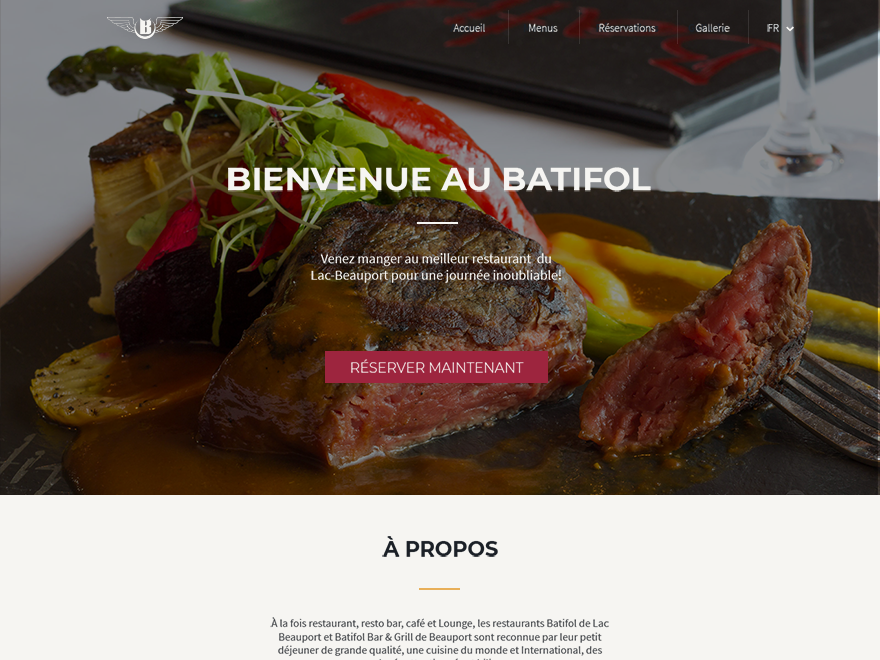 B
Accueil
Menus
Réservations
Gallerie
FR
BIENVENUE AU BATIFOL
Venez manger au meilleur restaurant du
Lac-Beauport pour une journée inoubliable!
RÉSERVER MAINTENANT
À PROPOS
À la fois restaurant, resto bar, café et Lounge, les restaurants Batifol de Lac
Beauport et Batifol Bar & Grill de Beauport sont reconnue par leur petit
déjeuner de grande qualité, une cuisine du monde et International, des